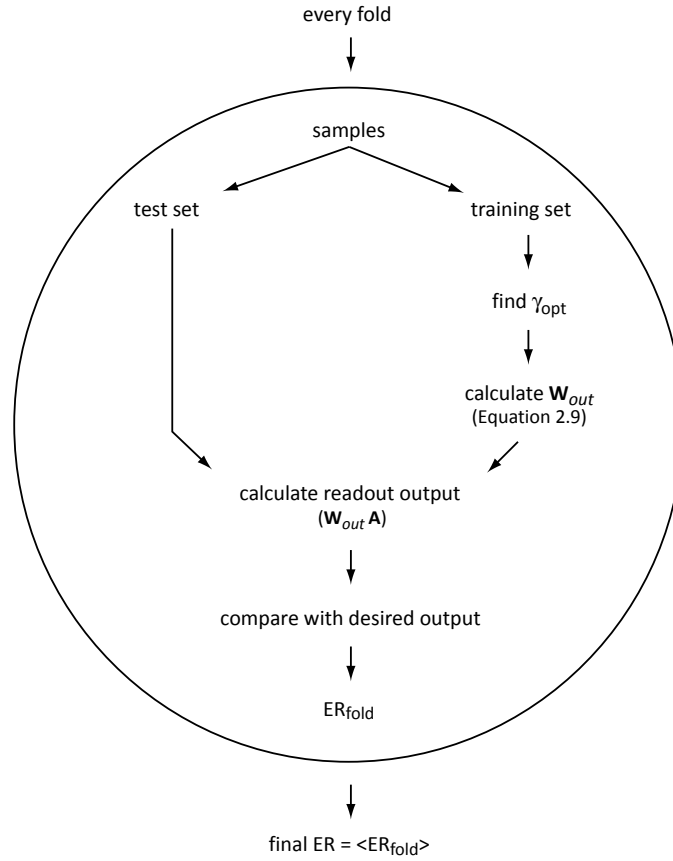 every fold
samples
test set
training set
find γopt
calculate Wout
(Equation 2.9)
calculate readout output
(Wout A)
compare with desired output
ERfold
final ER = <ERfold>